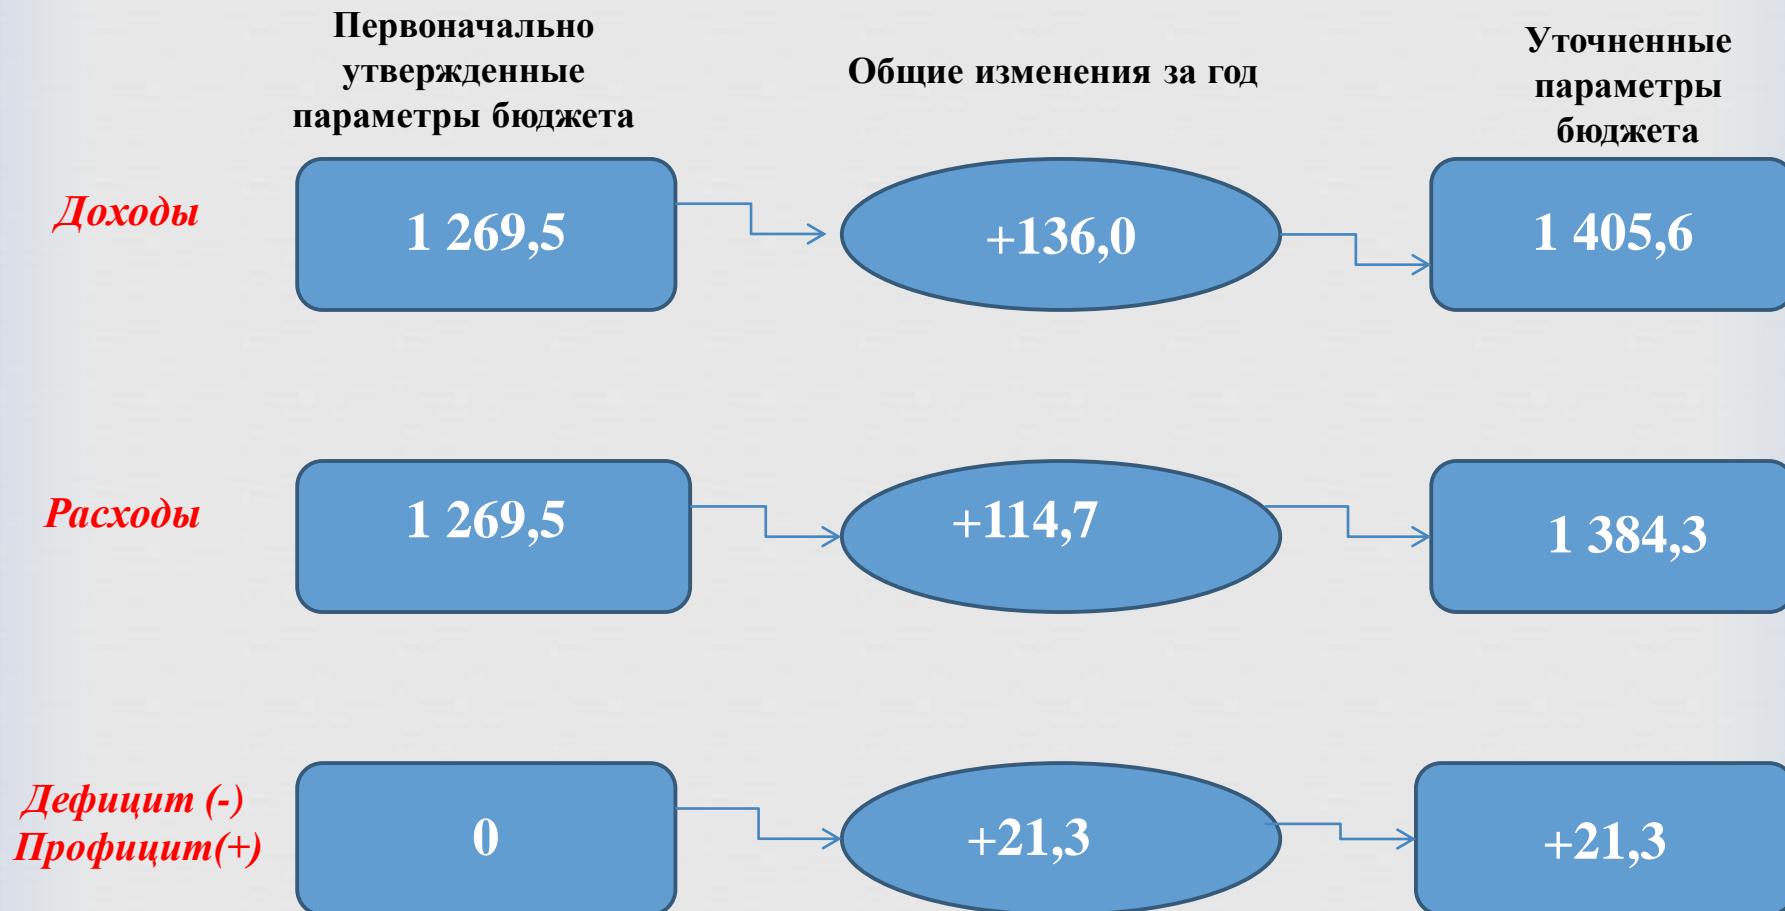 Первоначально
утвержденные
параметры бюджета
Общие изменения за год
Уточненные
параметры
бюджета
Доходы
1 269,5
+136,0
1 405,6
Расходы
1 269,5
+114,7
1 384,3
Дефицит (-)
Профицит(+)
0
+21,3
+21,3